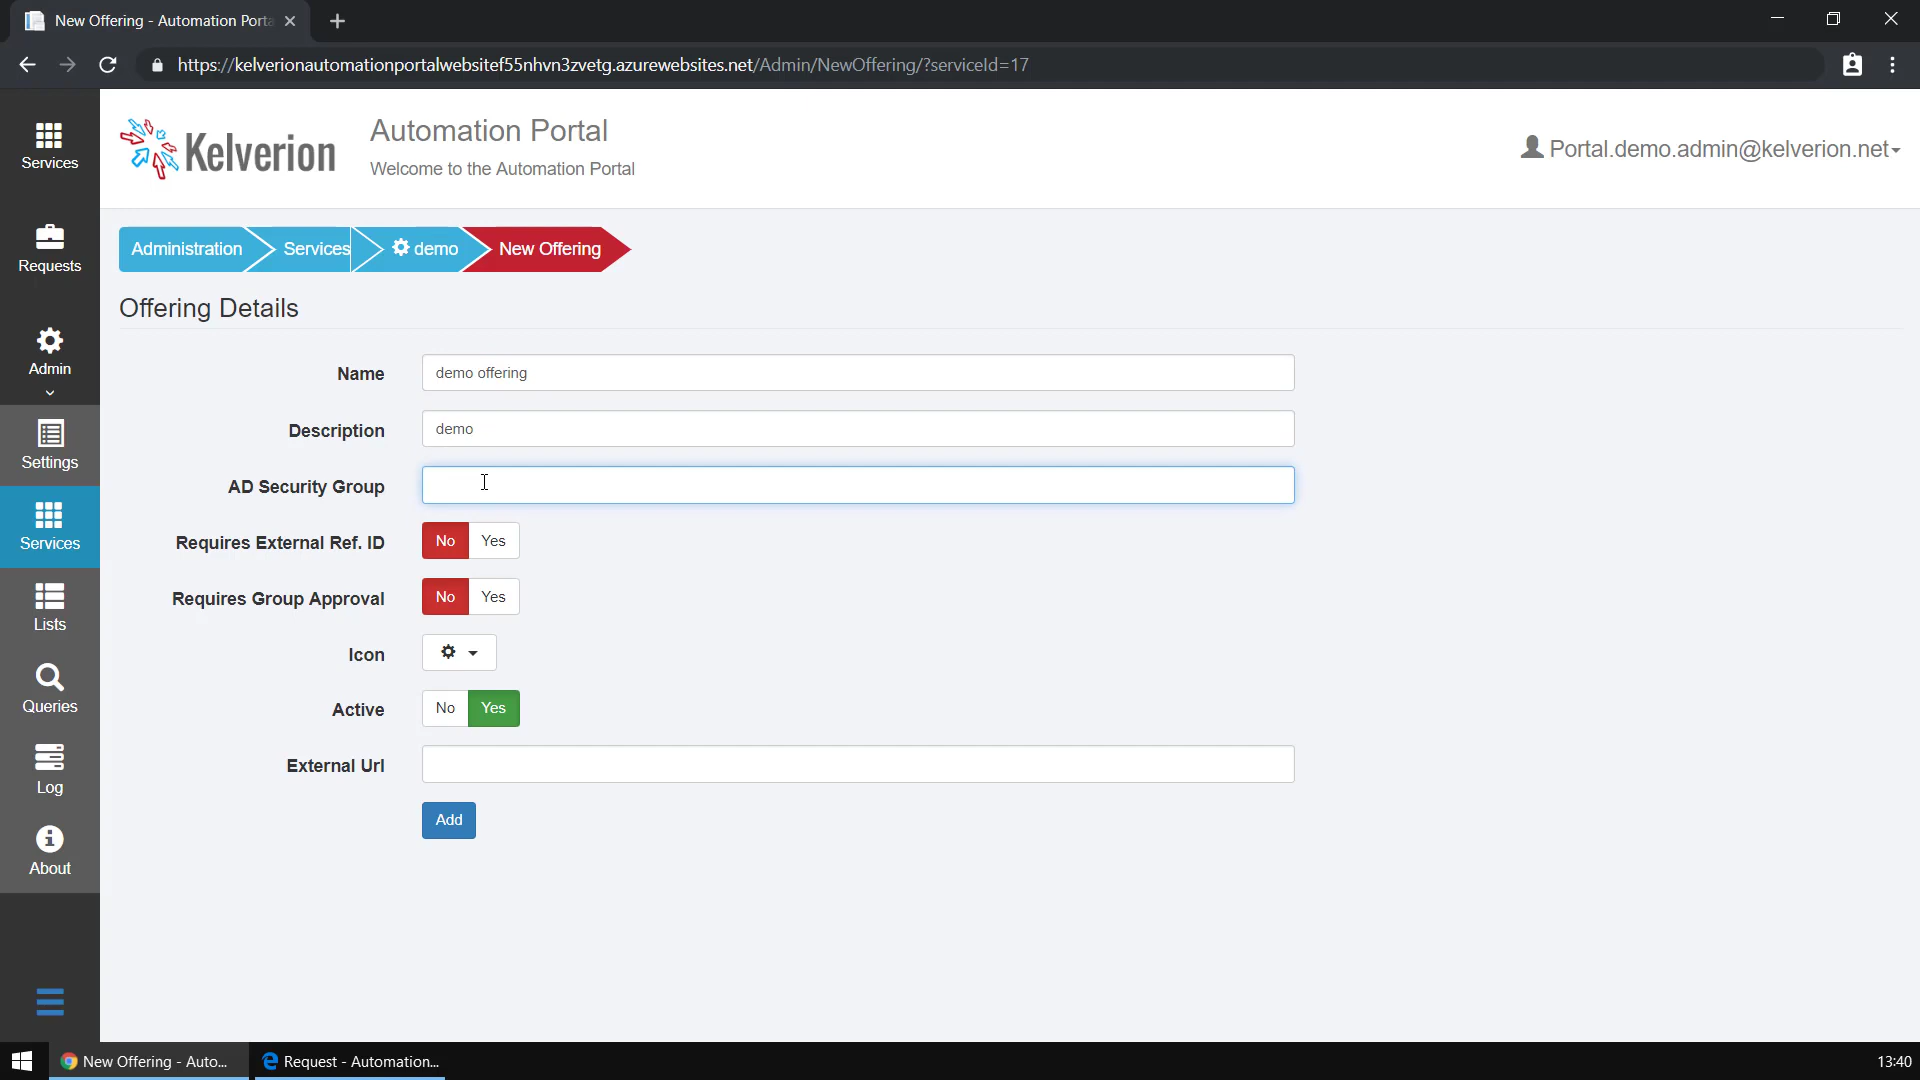 New Offering - Automation Porta
https://kelverionautomationportalwebsitef55nhvn3zvetg.azurewebsites.net/Admin/NewOffering/?serviceId=17
Services
Requests
Admin
Settings
Services
Lists
Queries
Log
About
Kelverion
Automation Portal
Welcome to the Automation Portal
Portal.demo.admin@kelverion.net
Administration Services demo New Offering
Offering Details
Name demo offering
Description demo
AD Security Group
Requires External Ref. ID No Yes
Requires Group Approval No Yes
Icon
Active No Yes
External Url
Add
New Offering - Auto... Request - Automation... 13:40